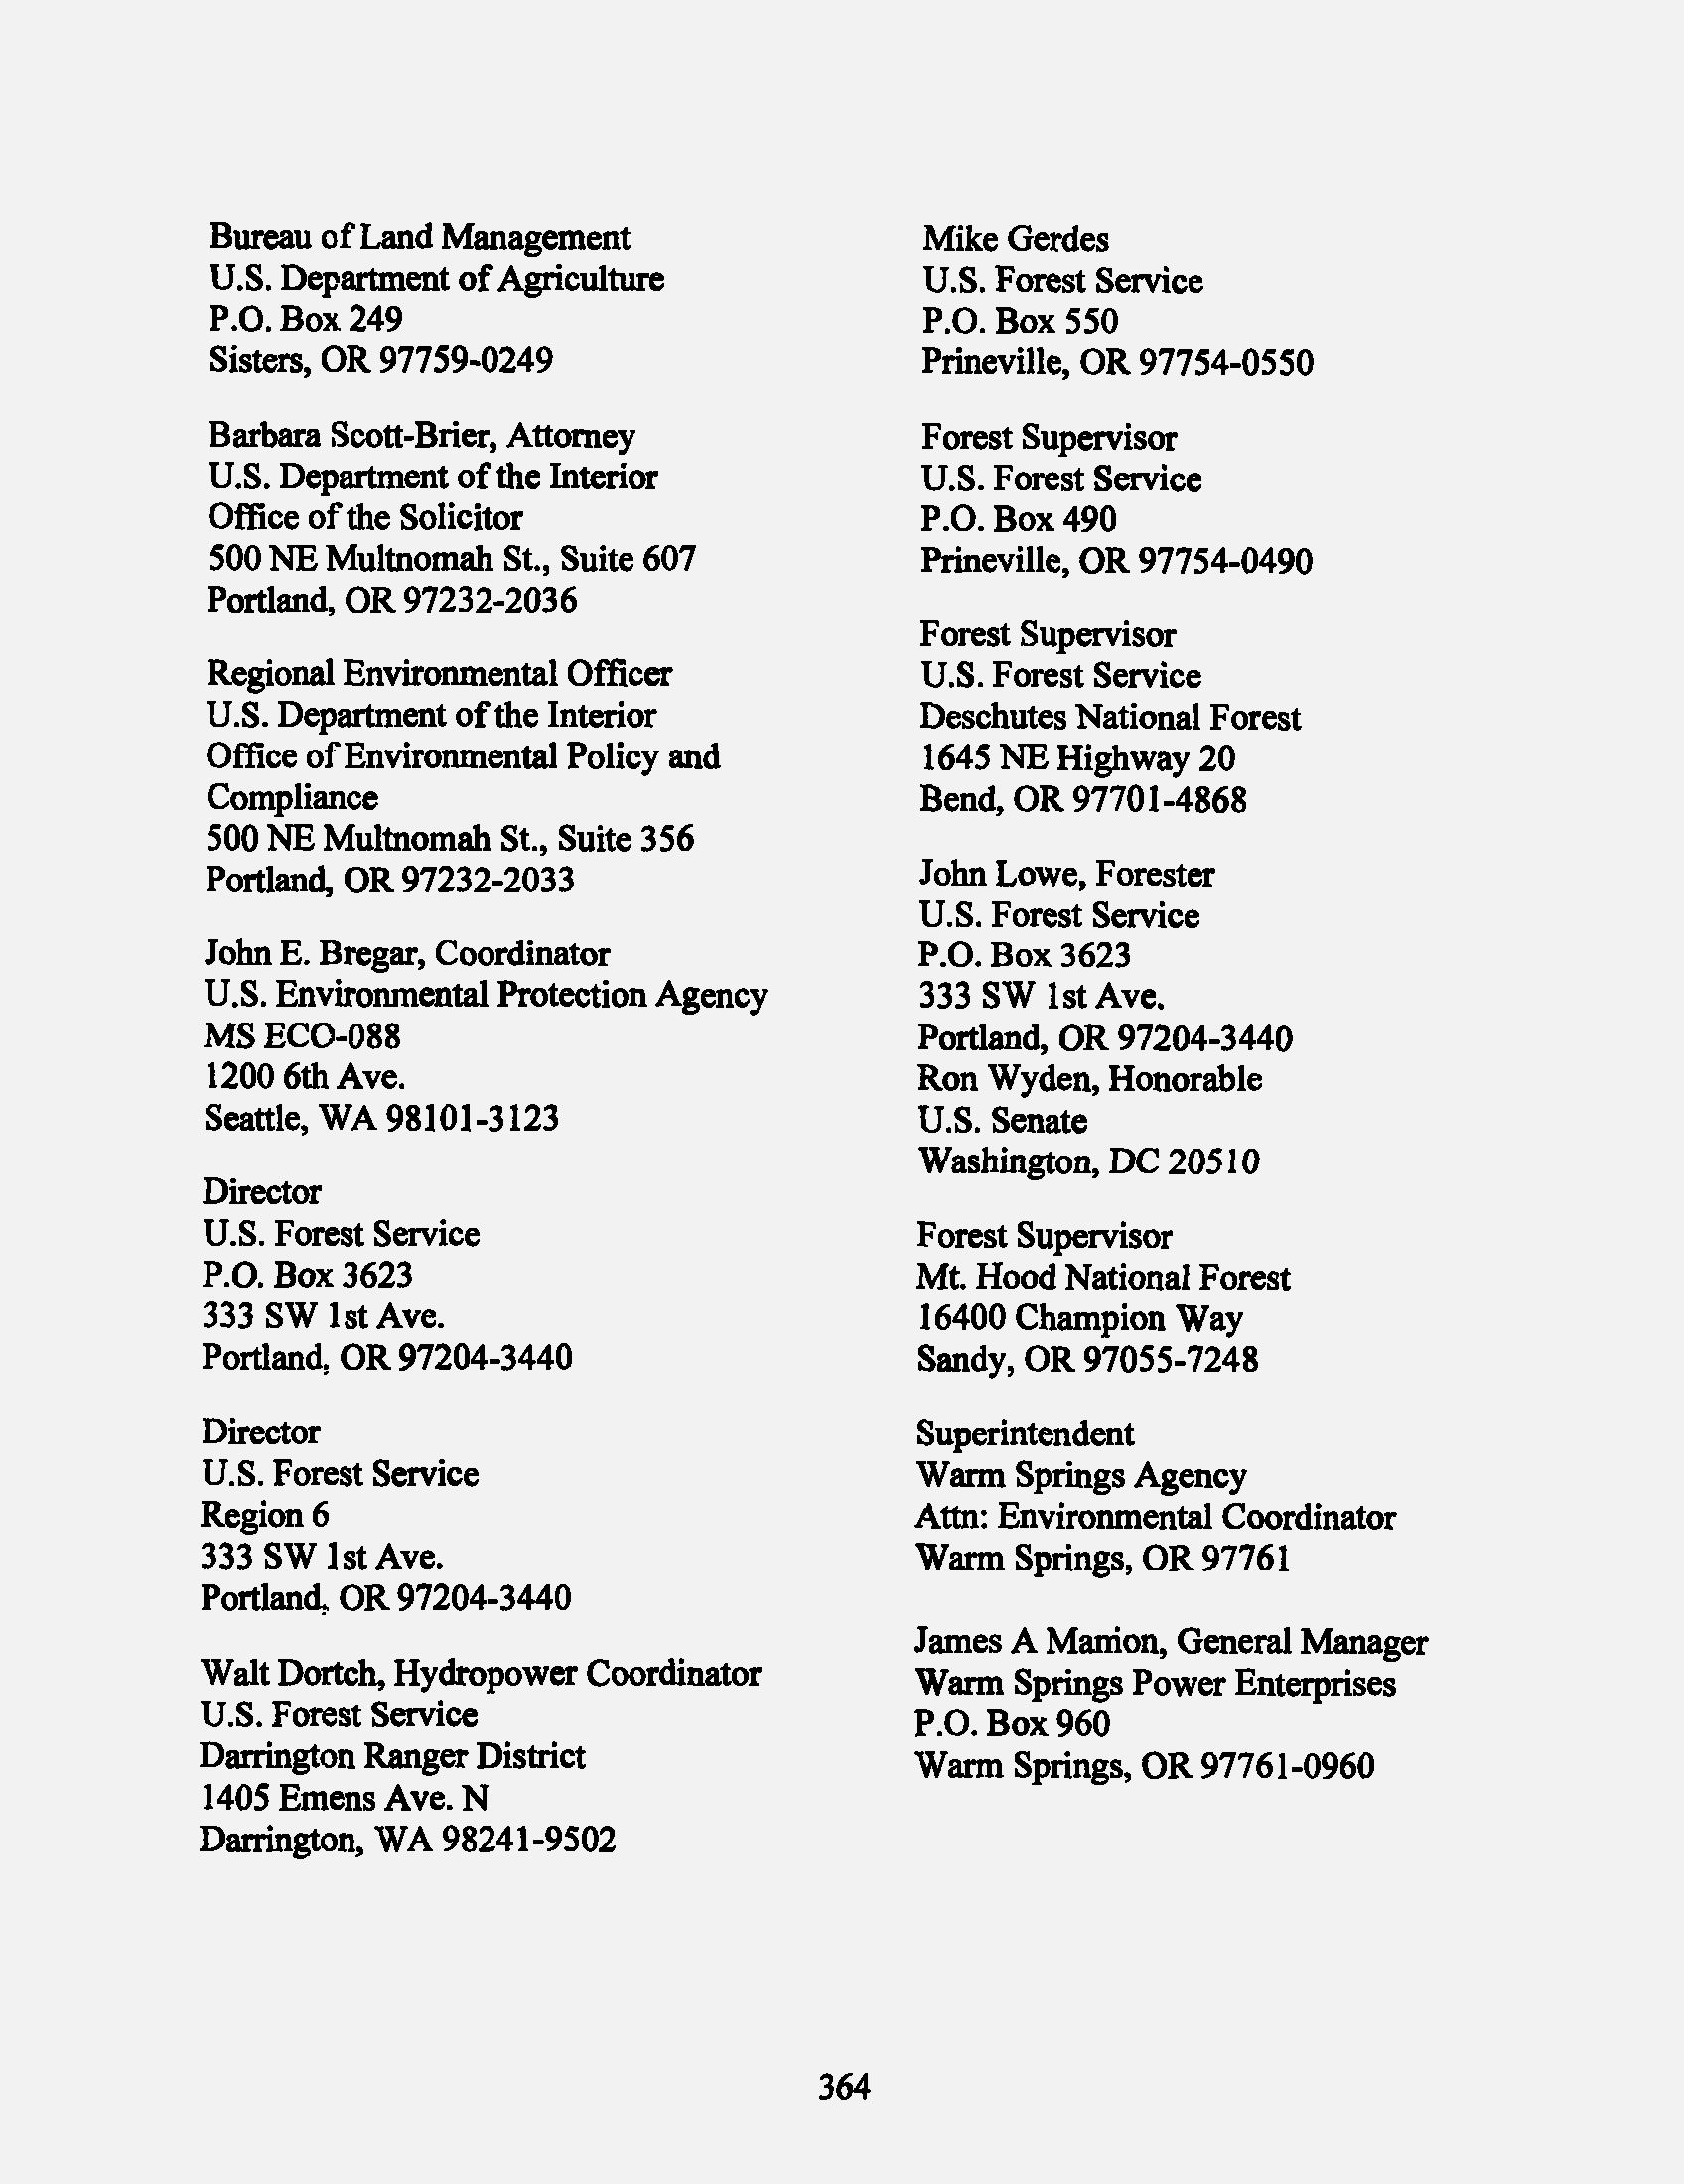 Bureau of Land Management
U.S. Department of Agriculture
P.O. Box 249
Sisters, OR 97759-0249
Barbara Scott-Brier, Attorney
U.S. Department of the Interior
Office of the Solicitor
500 NE Multnomah St., Suite 607
Portland, OR 97232-2036
Regional Environmental Officer
U.S. Department of the Interior
Office of Environmental Policy and
Compliance
500 NE Multnomah St., Suite 356
Portland, OR 97232-2033
John E. Bregar, Coordinator
U.S. Environmental Protection Agency
MS ECO-088
1200 6th Ave.
Seattle, WA 98101-3123
Director
U.S. Forest Service
P.O. Box 3623
333 SW 1st Ave.
Portland, OR 97204-3440
Director
U.S. Forest Service
Region 6
333 SW 1st Ave.
Portland, OR 97204-3440
Walt Dortch, Hydropower Coordinator
U.S. Forest Service
Darrington Ranger District
1405 Emens Ave. N
Darrington, WA 98241-9502
Mike Gerdes
U.S. Forest Service
P.O. Box 550
Prineville, OR 97754-0550
Forest Supervisor
U.S. Forest Service
P.O. Box 490
Prineville, OR 97754-0490
Forest Supervisor
U.S. Forest Service
Deschutes National Forest
1645 NE Highway 20
Bend, OR 97701-4868
John Lowe, Forester
U.S. Forest Service
P.O. Box 3623
333 SW 1st Ave.
Portland, OR 97204-3440
Ron Wyden, Honorable
U.S. Senate
Washington, DC 20510
Forest Supervisor
Mt. Hood National Forest
16400 Champion Way
Sandy, OR 97055-7248
Superintendent
Warm Springs Agency
Attn: Environmental Coordinator
Warm Springs, OR 97761
James A Manion, General Manager
Warm Springs Power Enterprises
P.O. Box 960
Warm Springs, OR 97761-0960
364